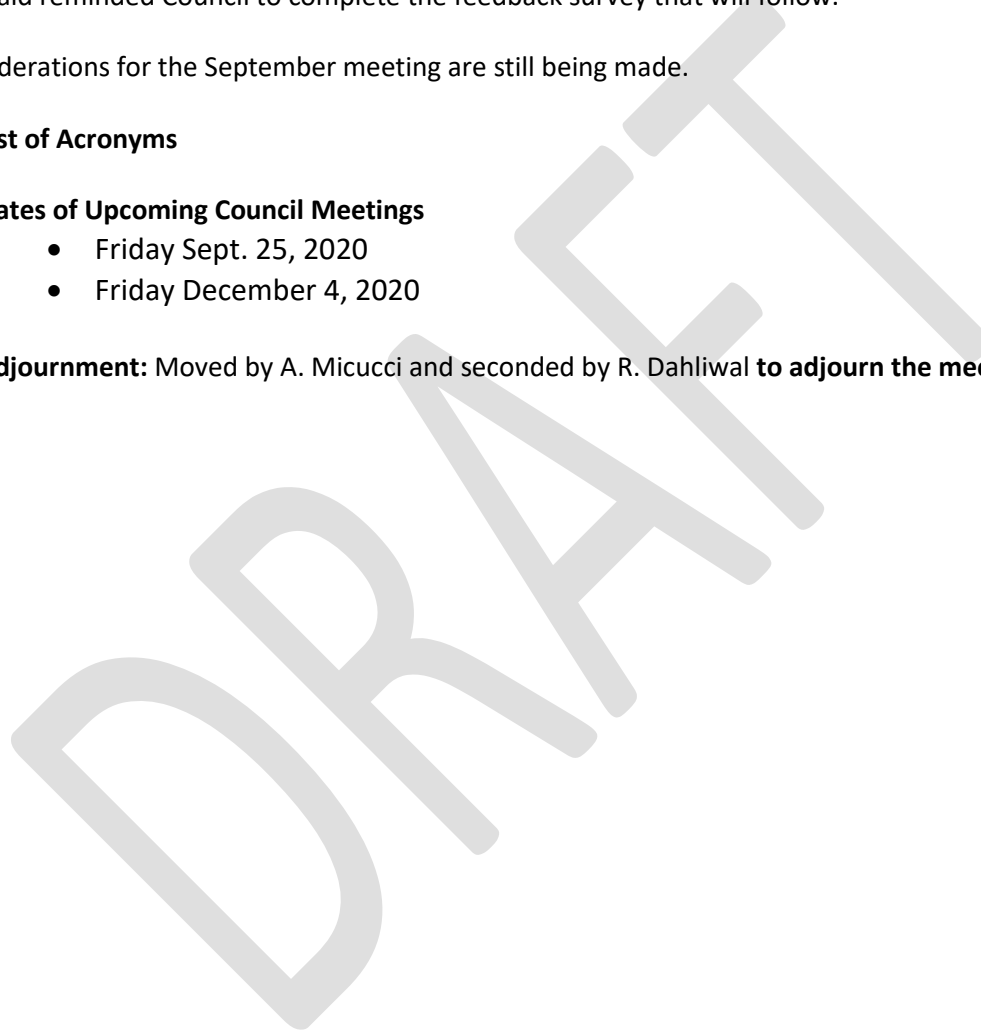 reminded Council to complete the feedback survey that will follow.
derations for the September meeting are still being made.
st of Acronyms
ates of Upcoming Council Meetings
• Friday Sept. 25, 2020
• Friday December 4, 2020
djournment: Moved by A. Micucci and seconded by R. Dahliwal to adjourn the mee
DRAFT